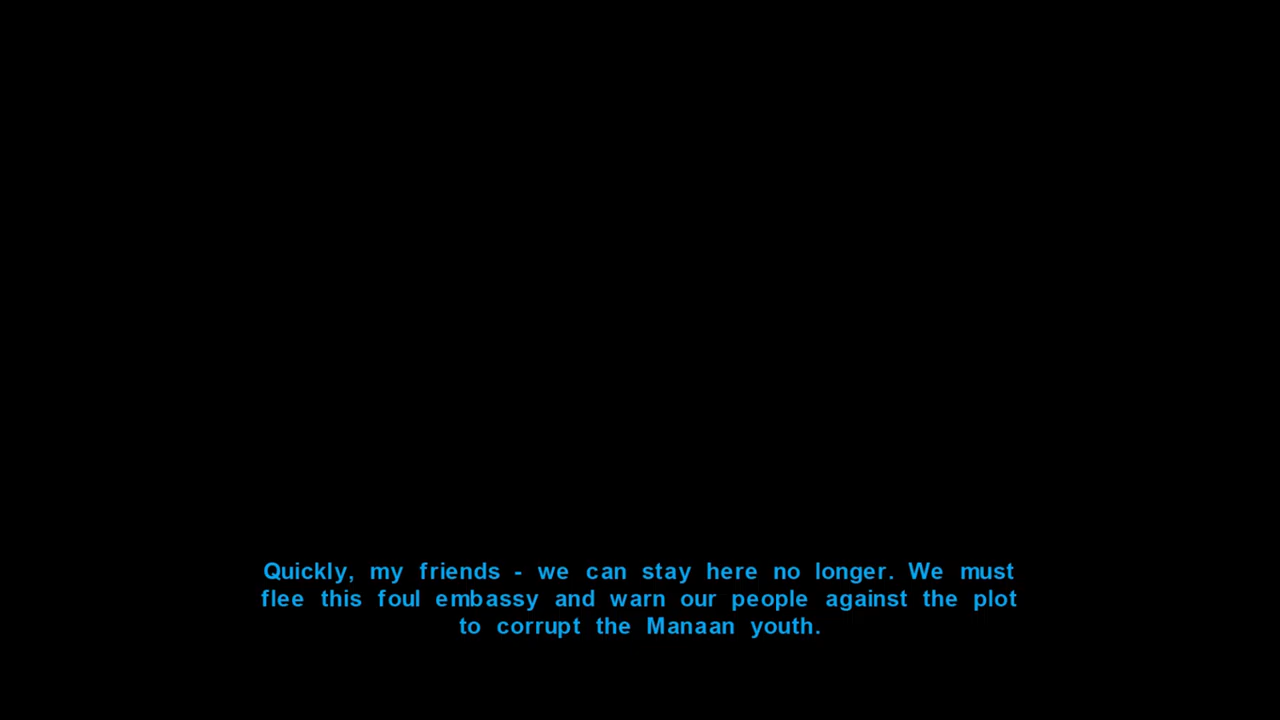 Quickly, my friends - we can stay here no longer. We must
flee this foul embassy and warn our people against the plot
to corrupt the Manaan youth.